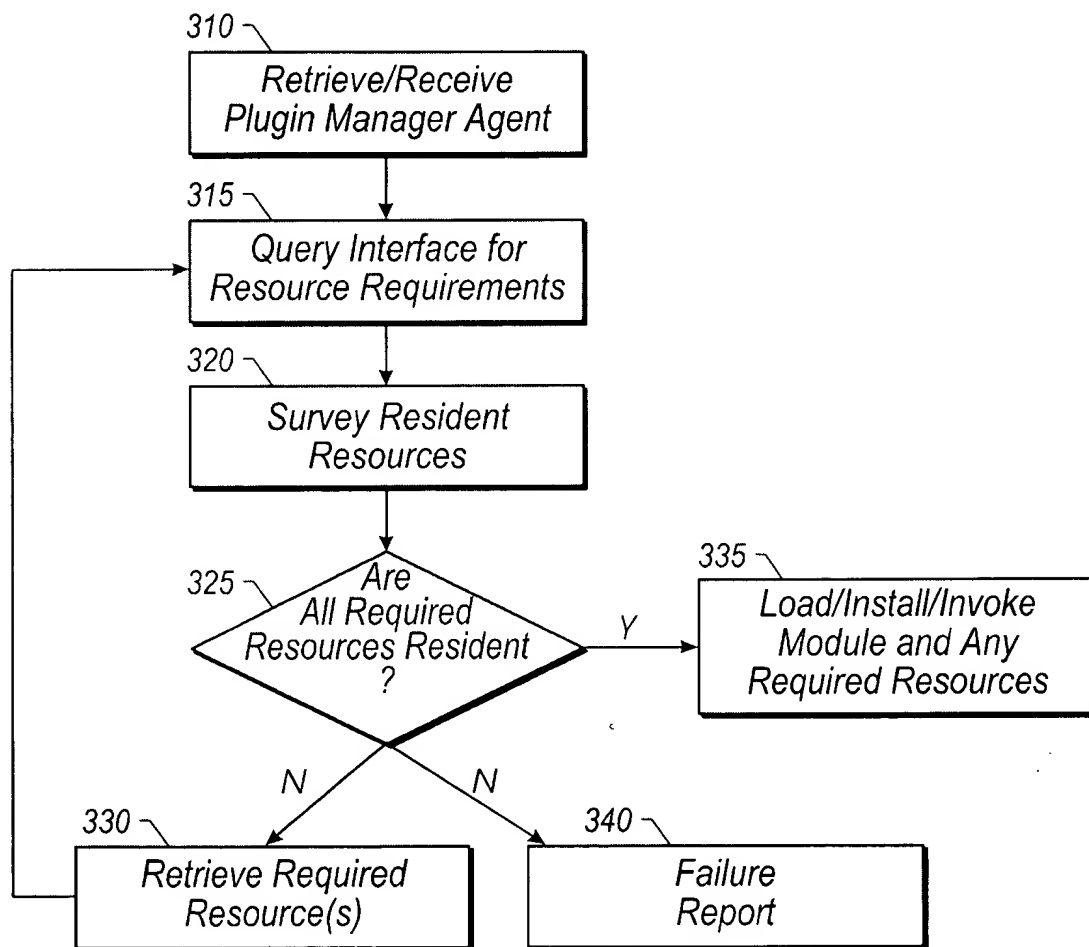 310
Retrieve/Receive
Plugin Manager Agent
315
Query Interface for
Resource Requirements
320
Survey Resident
Resources
325
Are
All Required
Resources Resident
?
Y
335
Load/Install/Invoke
Module and Any
Required Resources
N
N
330
Retrieve Required
Resource(s)
340
Failure
Report